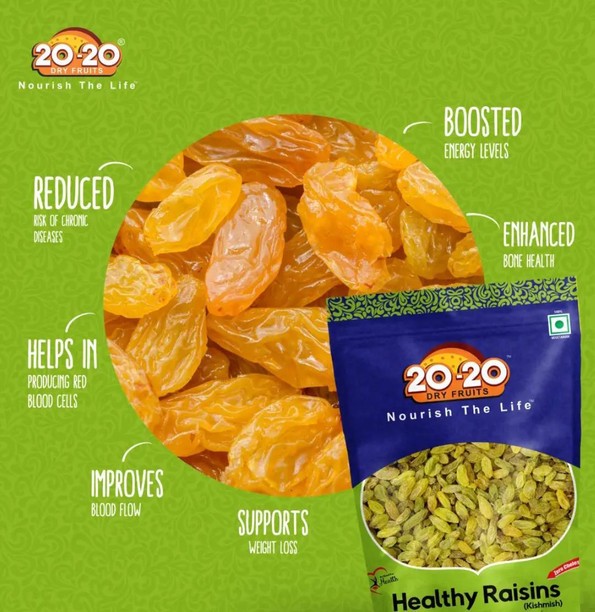 20-20®
DRY FRUITS
Nourish The Life
BOOSTED
ENERGY LEVELS
REDUCED
RISK OF CHRONIC
DISEASES
ENHANCED
BONE HEALTH
HELPS IN
PRODUCING RED
BLOOD CELLS
IMPROVES
BLOOD FLOW
SUPPORTS
WEIGHT LOSS
20-20
DRY FRUITS
Nourish The Life
Health
Healthy Raisins
(Kishmish)